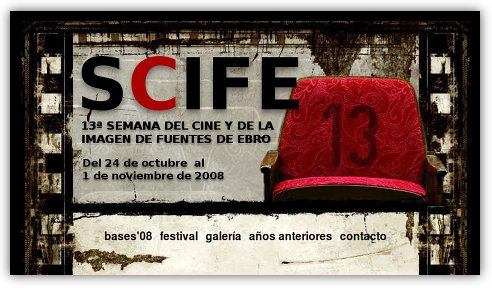 SCIFE
13ª SEMANA DEL CINE Y DE LA
IMAGEN DE FUENTES DE EBRO
Del 24 de octubre al
1 de noviembre de 2008
13
bases'08 festival galería años anteriores contacto